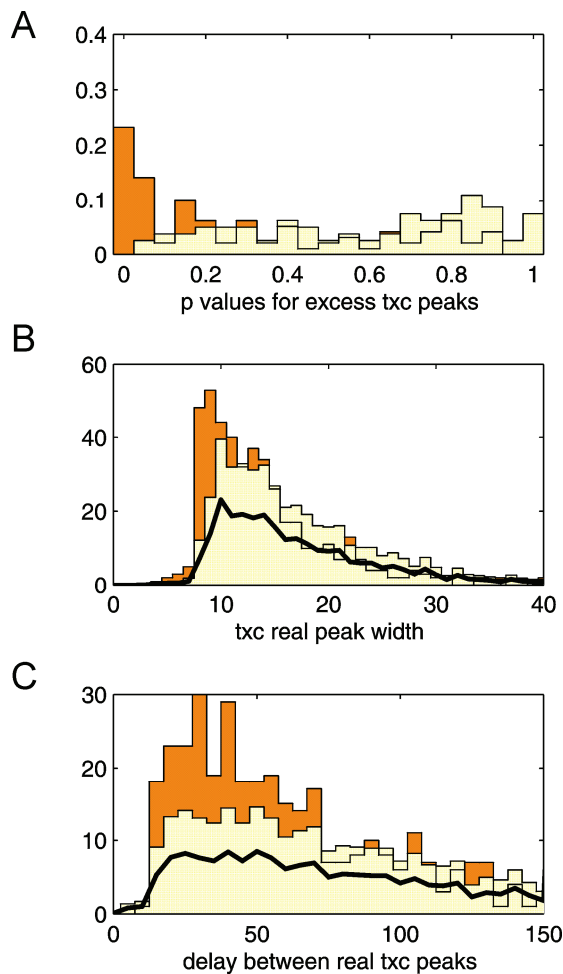 A
0.4
0.3
0.2
0.1
0
0 0.2 0.4 0.6 0.8 1
p values for excess txc peaks
B
60
40
20
0
0 10 20 30 40
txc real peak width
C
30
20
10
0
0 50 100 150
delay between real txc peaks